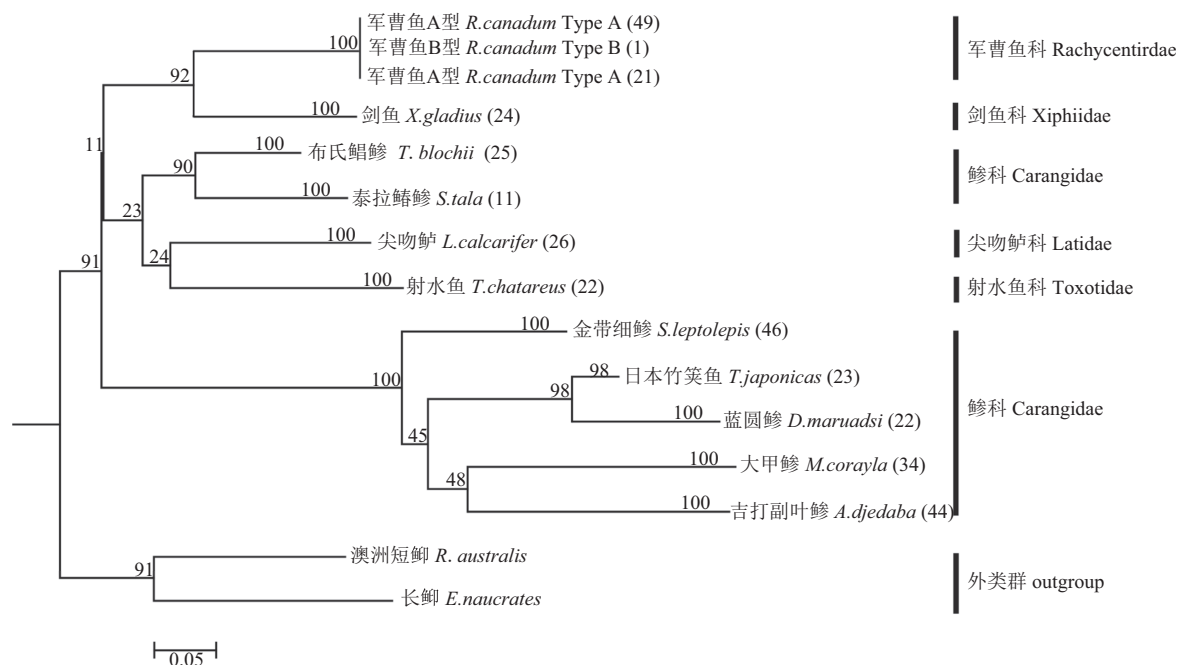 军曹鱼A型 R.canadum Type A (49)
100 军曹鱼B型 R.canadum Type B (1)
军曹鱼科 Rachycentirdae
军曹鱼A型 R.canadum Type A (21)
92
100 剑鱼 X.gladius (24)
剑鱼科 Xiphiidae
11
100 布氏鲳鲹 T. blochii (25)
90
鲹科 Carangidae
100 泰拉鰆鲹 S.tala (11)
23
100 尖吻鲈 L.calcarifer (26)
尖吻鲈科 Latidae
24
91
100 射水鱼 T.chatareus (22)
射水鱼科 Toxotidae
100 金带细鲹 S.leptolepis (46)
100
98 日本竹筴鱼 T.japonicas (23)
98
鲹科 Carangidae
100 蓝圆鲹 D.maruadsi (22)
45
100 大甲鲹 M.corayla (34)
48
100 吉打副叶鲹 A.djedaba (44)
澳洲短䲟 R. australis
91
外类群 outgroup
长䲟 E.naucrates
0.05